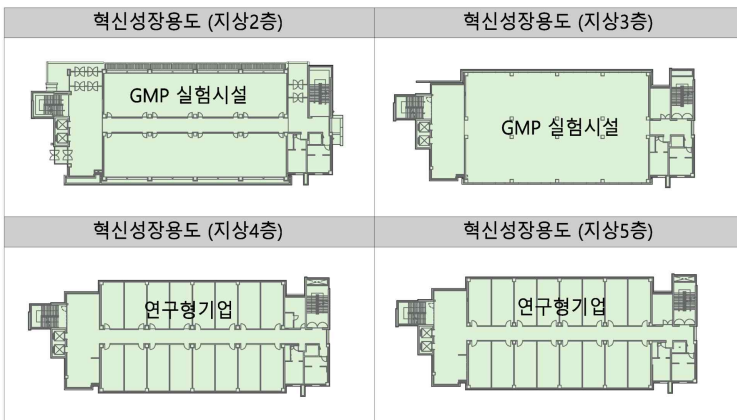 혁신성장용도 (지상2층)
혁신성장용도 (지상3층)
GMP 실험시설
GMP 실험시설
혁신성장용도 (지상4층)
혁신성장용도 (지상5층)
연구형기업
연구형기업